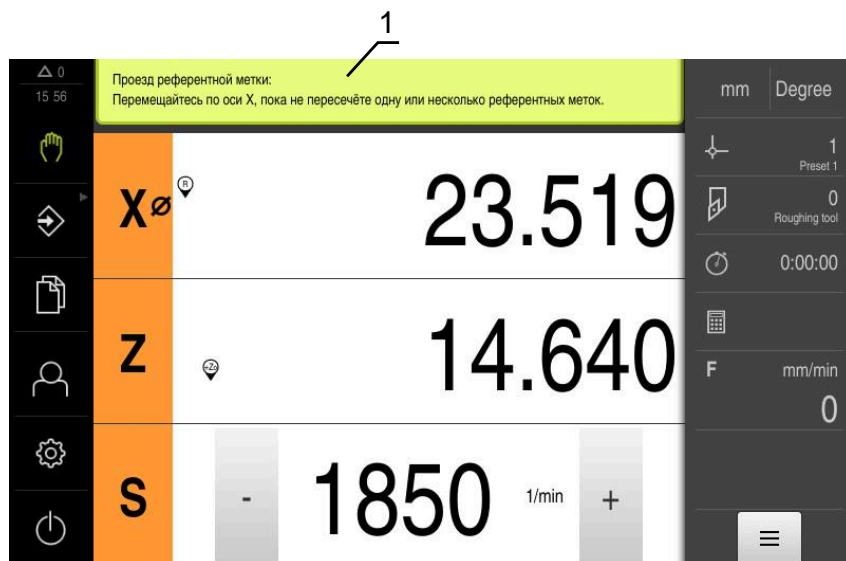 1
0
15 56
Проезд референтной метки:
Перемещайтесь по оси X, пока не пересечёте одну или несколько референтных меток.
mm
Degree
X⌀
R
23.519
1
Preset 1
0
Roughing tool
0:00:00
Z
+Z₀
14.640
F
mm/min
0
S
-
1850
1/min
+